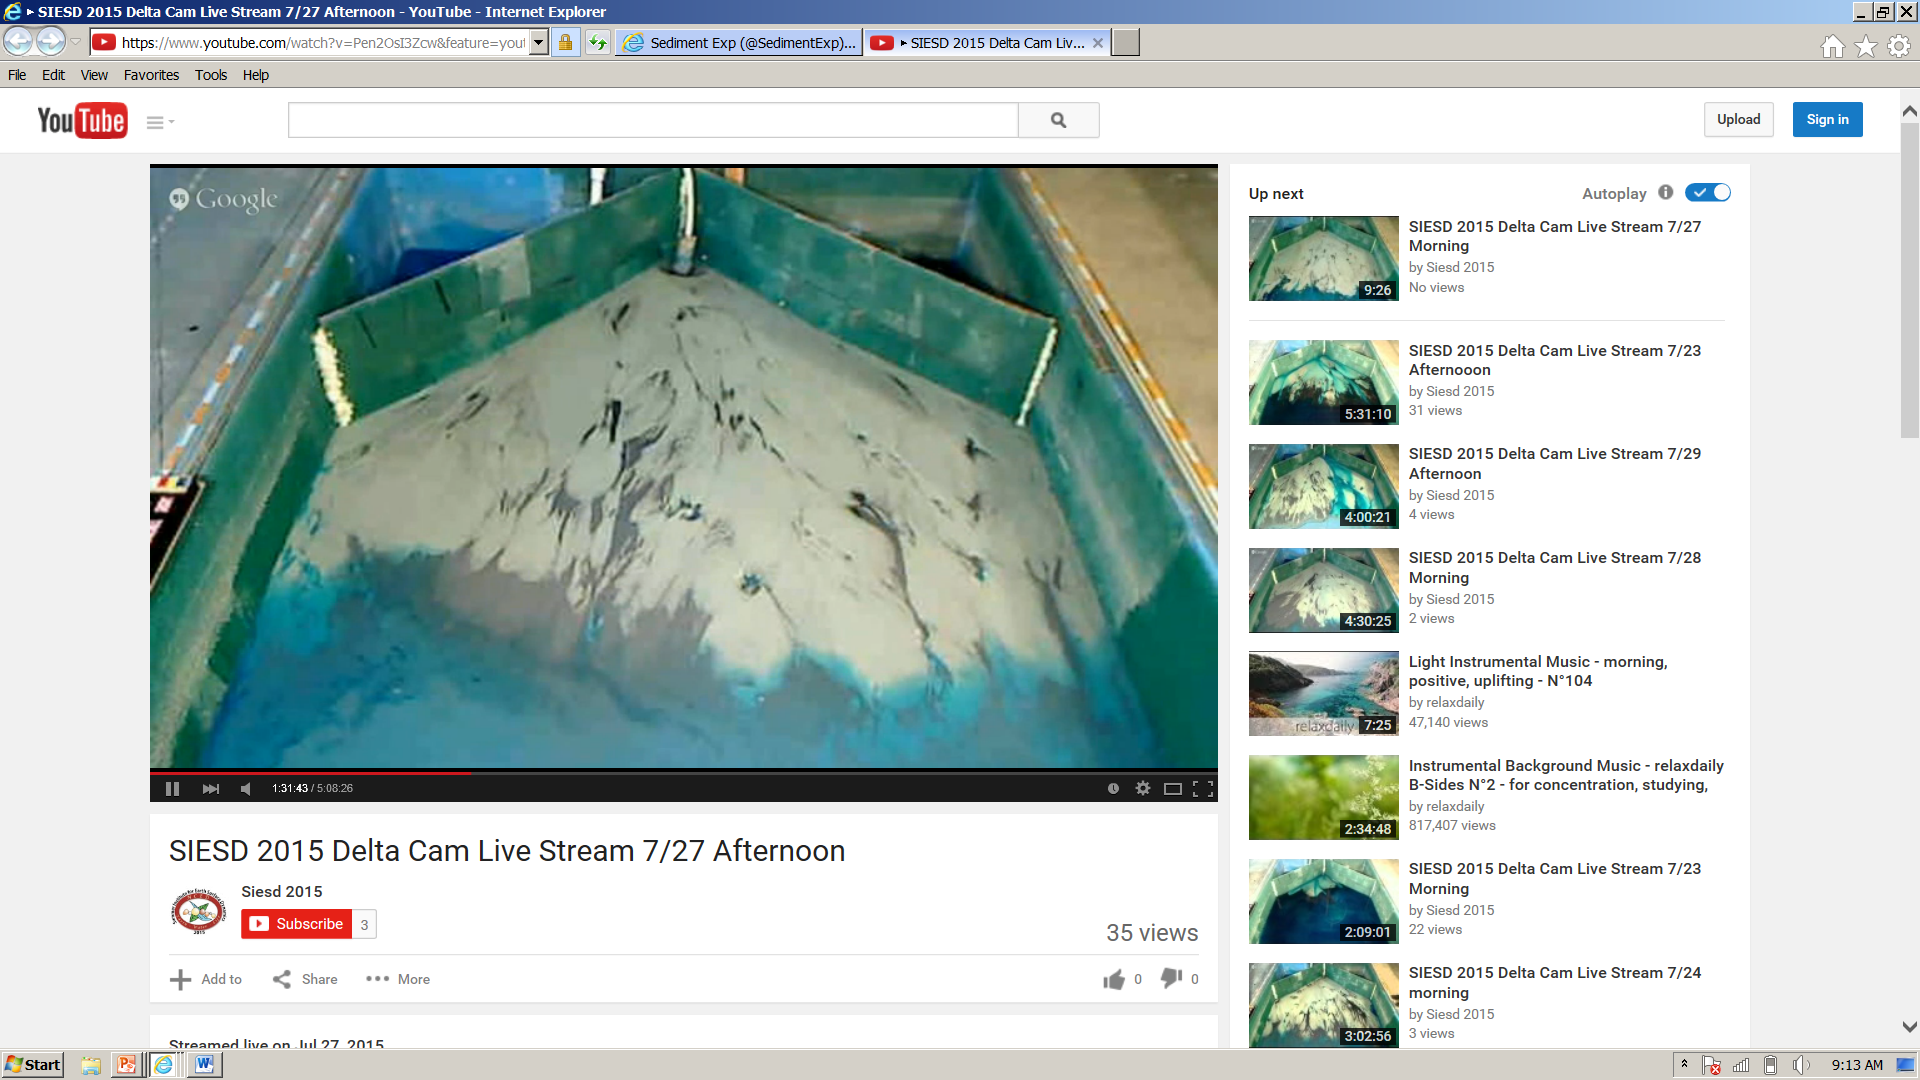 ▸ SIESD 2015 Delta Cam Live Stream 7/27 Afternoon - YouTube - Internet Explorer
https://www.youtube.com/watch?v=Pen2OsI3Zcw&feature=yout
Sediment Exp (@SedimentExp)...
▸ SIESD 2015 Delta Cam Liv...
File Edit View Favorites Tools Help
YouTube
Upload
Sign in
Google
1:31:43 / 5:08:26
SIESD 2015 Delta Cam Live Stream 7/27 Afternoon
Siesd 2015
Subscribe 3
35 views
Add to Share More
0 0
Streamed live on Jul 27, 2015
Up next
Autoplay
SIESD 2015 Delta Cam Live Stream 7/27
Morning
by Siesd 2015
No views
9:26
SIESD 2015 Delta Cam Live Stream 7/23
Afternooon
by Siesd 2015
31 views
5:31:10
SIESD 2015 Delta Cam Live Stream 7/29
Afternoon
by Siesd 2015
4 views
4:00:21
SIESD 2015 Delta Cam Live Stream 7/28
Morning
by Siesd 2015
2 views
4:30:25
Light Instrumental Music - morning,
positive, uplifting - N°104
by relaxdaily
47,140 views
relaxdaily
7:25
Instrumental Background Music - relaxdaily
B-Sides N°2 - for concentration, studying,
by relaxdaily
817,407 views
2:34:48
SIESD 2015 Delta Cam Live Stream 7/23
Morning
by Siesd 2015
22 views
2:09:01
SIESD 2015 Delta Cam Live Stream 7/24
morning
by Siesd 2015
3 views
3:02:56
Start
9:13 AM